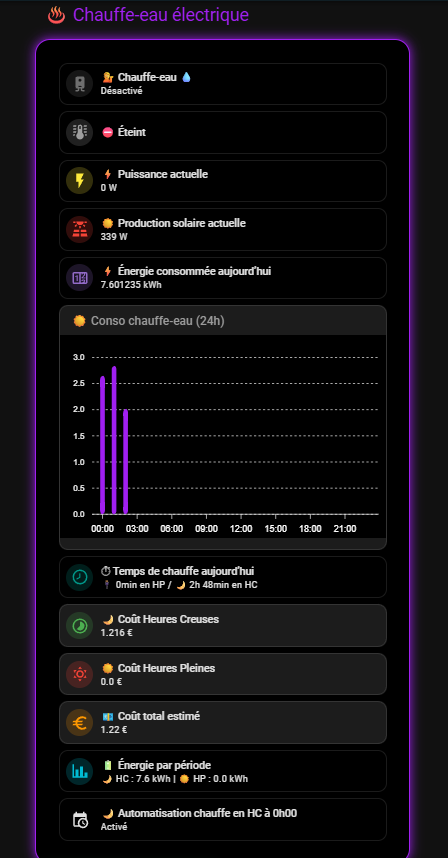 Chauffe-eau électrique
Chauffe-eau
Désactivé
Éteint
Puissance actuelle
0 W
Production solaire actuelle
339 W
Énergie consommée aujourd'hui
7.601235 kWh
Conso chauffe-eau (24h)
3.0
2.5
2.0
1.5
1.0
0.5
0.0
00:00 03:00 06:00 09:00 12:00 15:00 18:00 21:00
Temps de chauffe aujourd'hui
0min en HP / 2h 48min en HC
Coût Heures Creuses
1.216 €
Coût Heures Pleines
0.0 €
Coût total estimé
1.22 €
Énergie par période
HC : 7.6 kWh | HP : 0.0 kWh
Automatisation chauffe en HC à 0h00
Activé